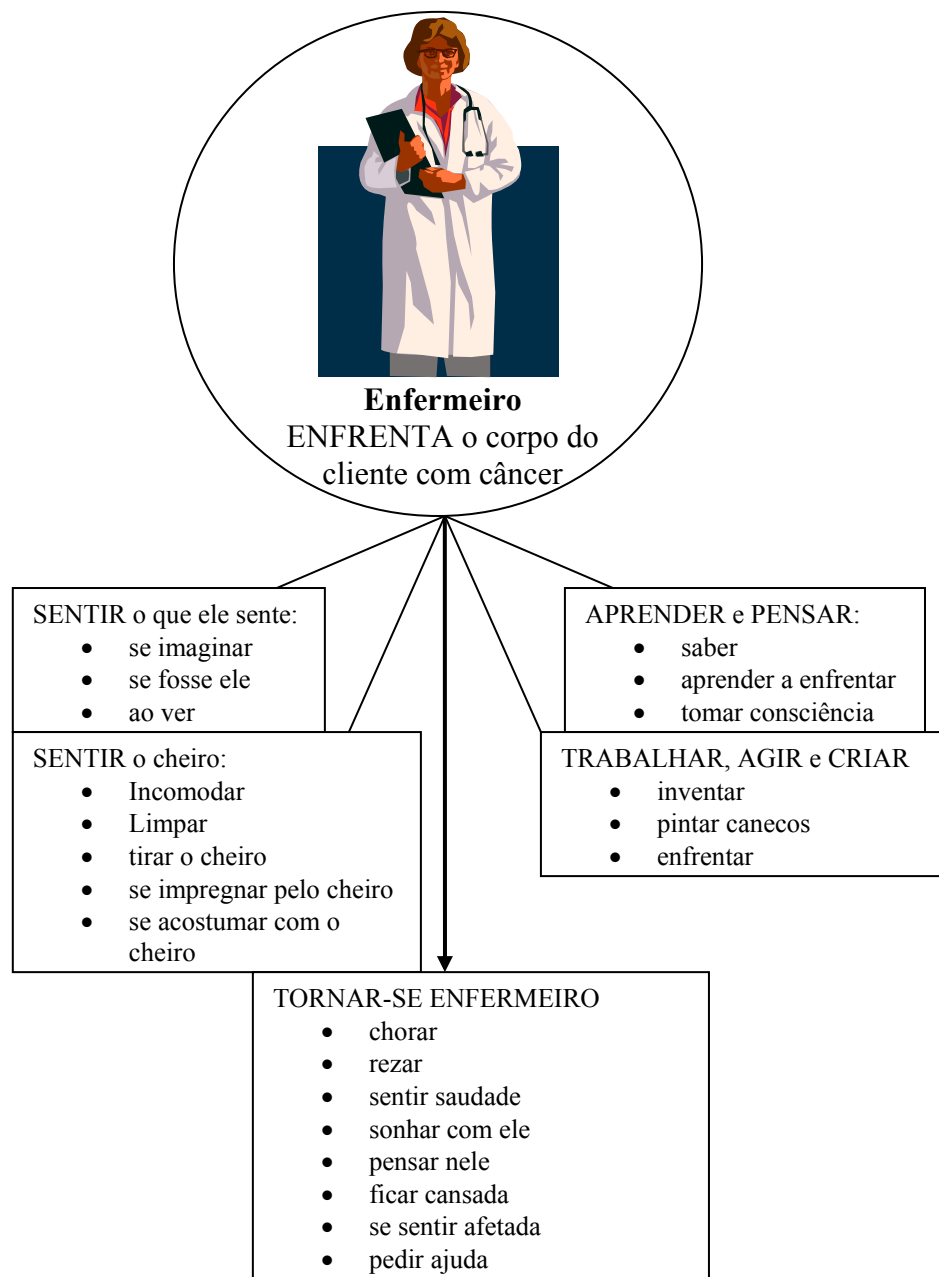 Enfermeiro
ENFRENTA o corpo do
cliente com câncer
SENTIR o que ele sente:
• se imaginar
• se fosse ele
• ao ver
SENTIR o cheiro:
• Incomodar
• Limpar
• tirar o cheiro
• se impregnar pelo cheiro
• se acostumar com o
cheiro
APRENDER e PENSAR:
• saber
• aprender a enfrentar
• tomar consciência
TRABALHAR, AGIR e CRIAR
• inventar
• pintar canecos
• enfrentar
TORNAR-SE ENFERMEIRO
• chorar
• rezar
• sentir saudade
• sonhar com ele
• pensar nele
• ficar cansada
• se sentir afetada
• pedir ajuda